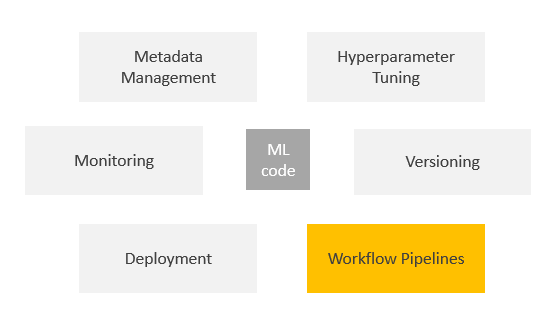 Metadata
Management
Hyperparameter
Tuning
Monitoring
ML
code
Versioning
Deployment
Workflow Pipelines